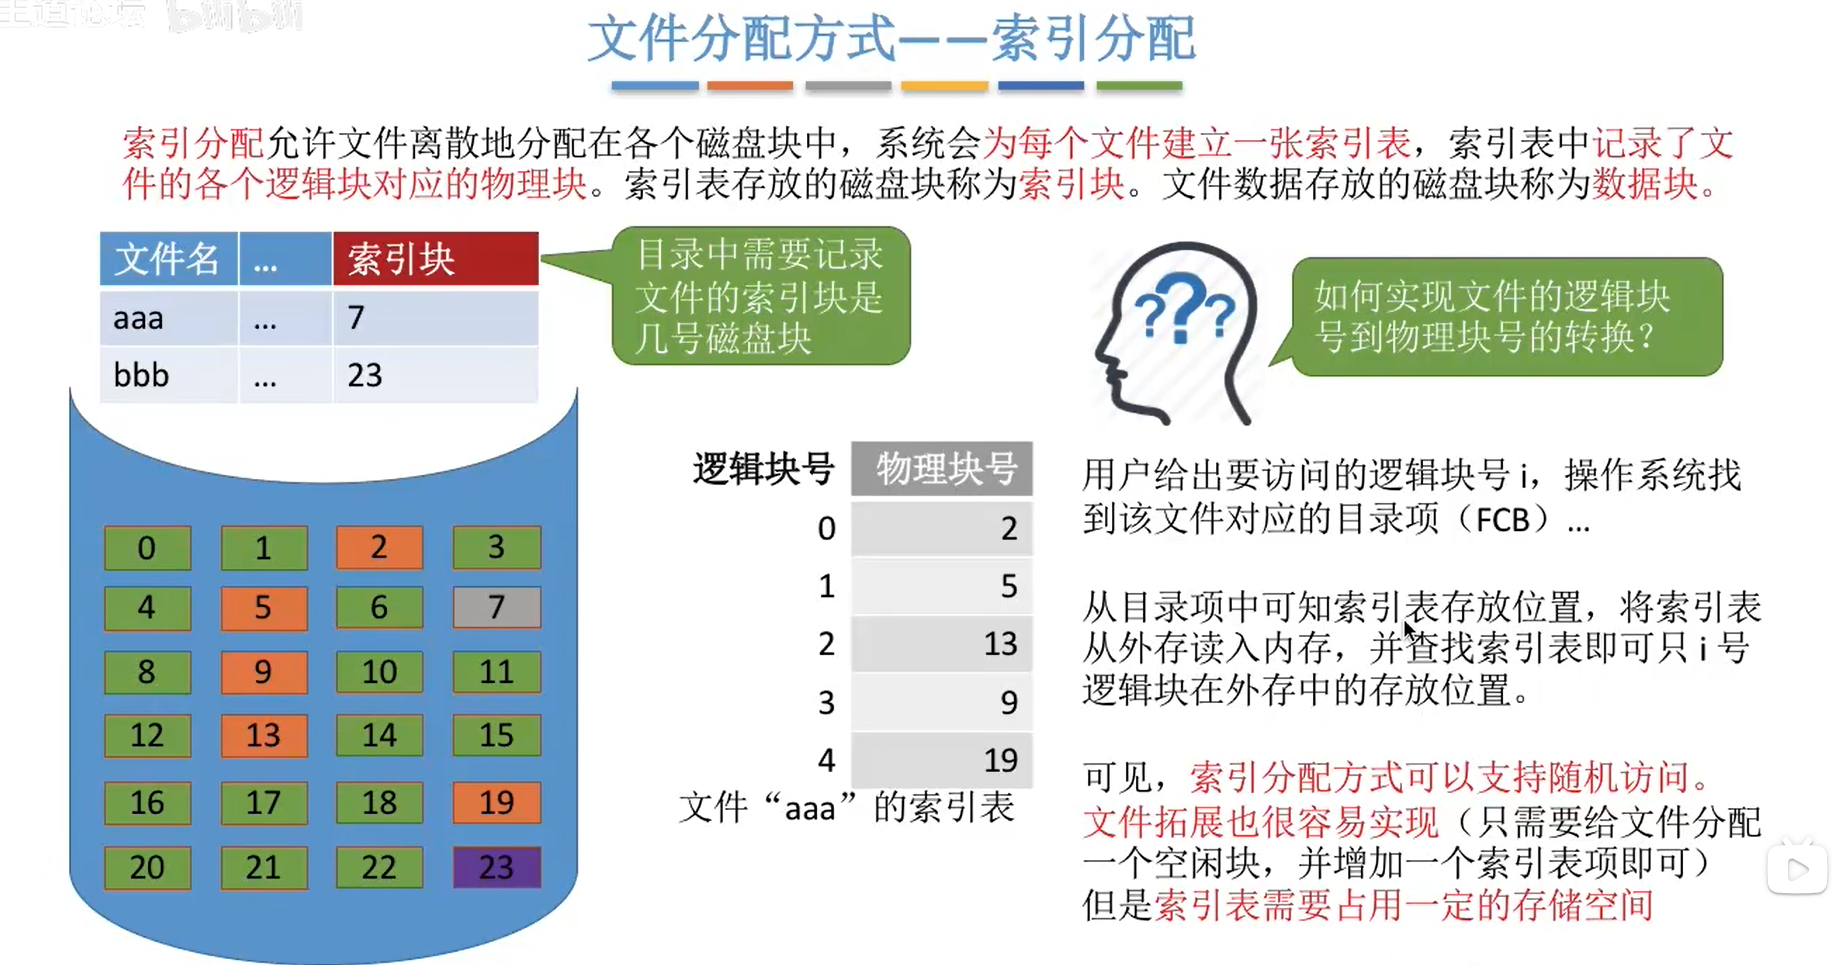 王道论坛 bilibili
文件分配方式——索引分配
索引分配允许文件离散地分配在各个磁盘块中，系统会为每个文件建立一张索引表，索引表中记录了文
件的各个逻辑块对应的物理块。索引表存放的磁盘块称为索引块。文件数据存放的磁盘块称为数据块。
文件名 ... 索引块
aaa ... 7
bbb ... 23
目录中需要记录
文件的索引块是
几号磁盘块
???
如何实现文件的逻辑块
号到物理块号的转换？
0 1 2 3
4 5 6 7
8 9 10 11
12 13 14 15
16 17 18 19
20 21 22 23
逻辑块号 物理块号
0 2
1 5
2 13
3 9
4 19
文件“aaa”的索引表
用户给出要访问的逻辑块号 i，操作系统找
到该文件对应的目录项（FCB）...
从目录项中可知索引表存放位置，将索引表
从外存读入内存，并查找索引表即可只 i 号
逻辑块在外存中的存放位置。
可见，索引分配方式可以支持随机访问。
文件拓展也很容易实现（只需要给文件分配
一个空闲块，并增加一个索引表项即可）
但是索引表需要占用一定的存储空间